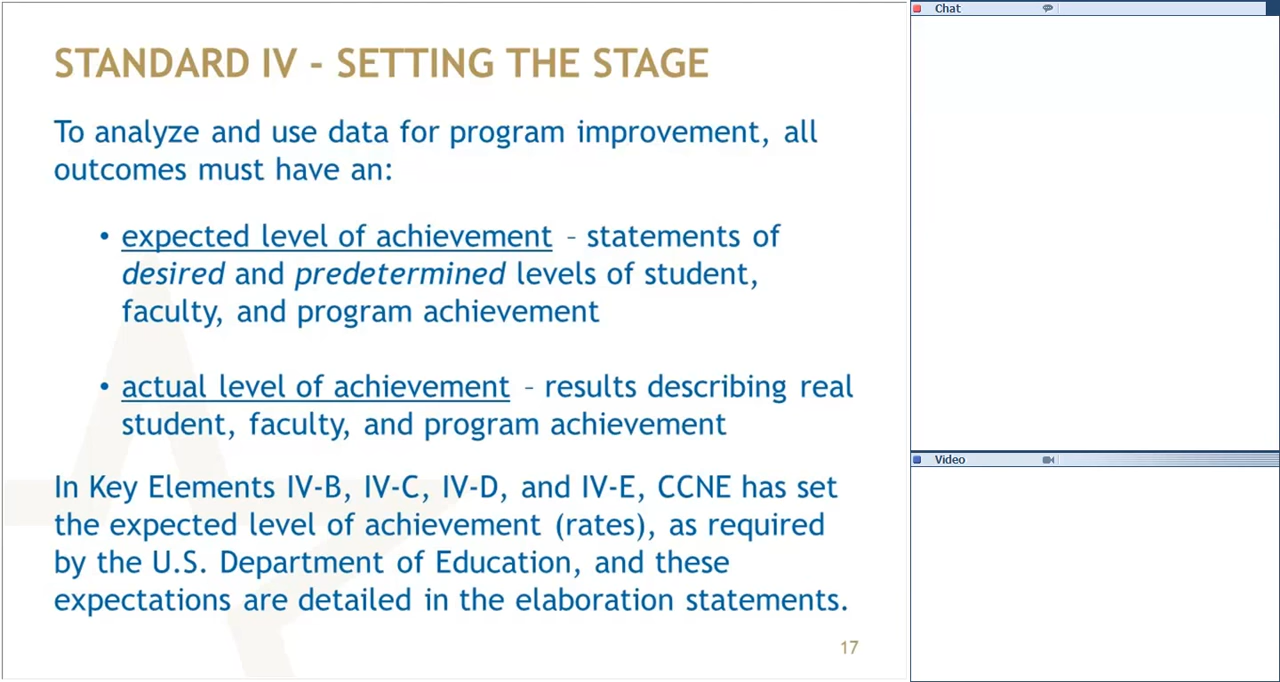 STANDARD IV - SETTING THE STAGE
To analyze and use data for program improvement, all
outcomes must have an:
• expected level of achievement – statements of
desired and predetermined levels of student,
faculty, and program achievement
• actual level of achievement – results describing real
student, faculty, and program achievement
In Key Elements IV-B, IV-C, IV-D, and IV-E, CCNE has set
the expected level of achievement (rates), as required
by the U.S. Department of Education, and these
expectations are detailed in the elaboration statements.
17
Chat
Video